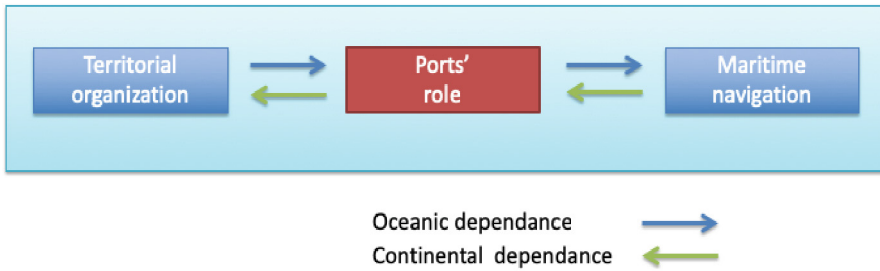 Territorial
organization
Ports'
role
Maritime
navigation
Oceanic dependance
Continental dependance